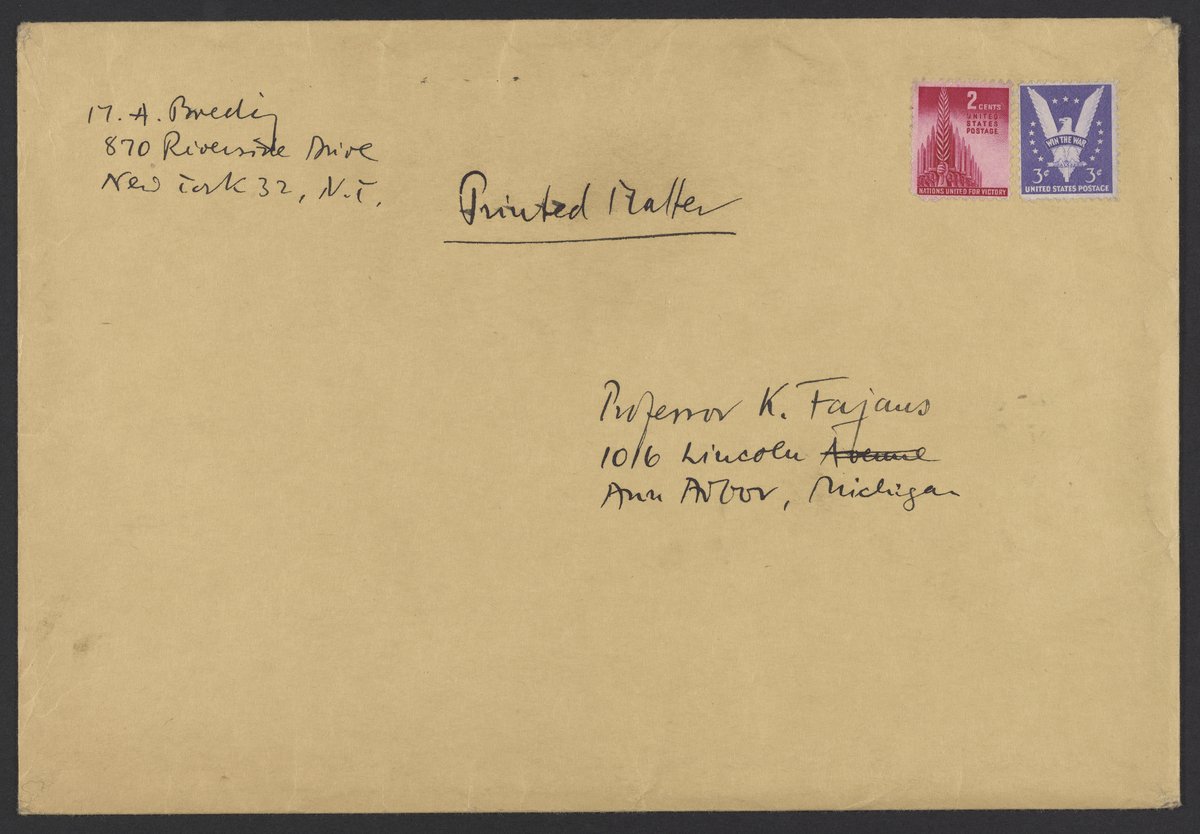 M. A. Bredig
870 Riverside Drive
New York 32, N.Y.
Printed Matter
2 CENTS
UNITED
STATES
POSTAGE
NATIONS UNITED FOR VICTORY
WIN THE WAR
3¢ 3¢
UNITED STATES POSTAGE
Professor K. Fajans
1016 Lincoln Avenue
Ann Arbor, Michigan